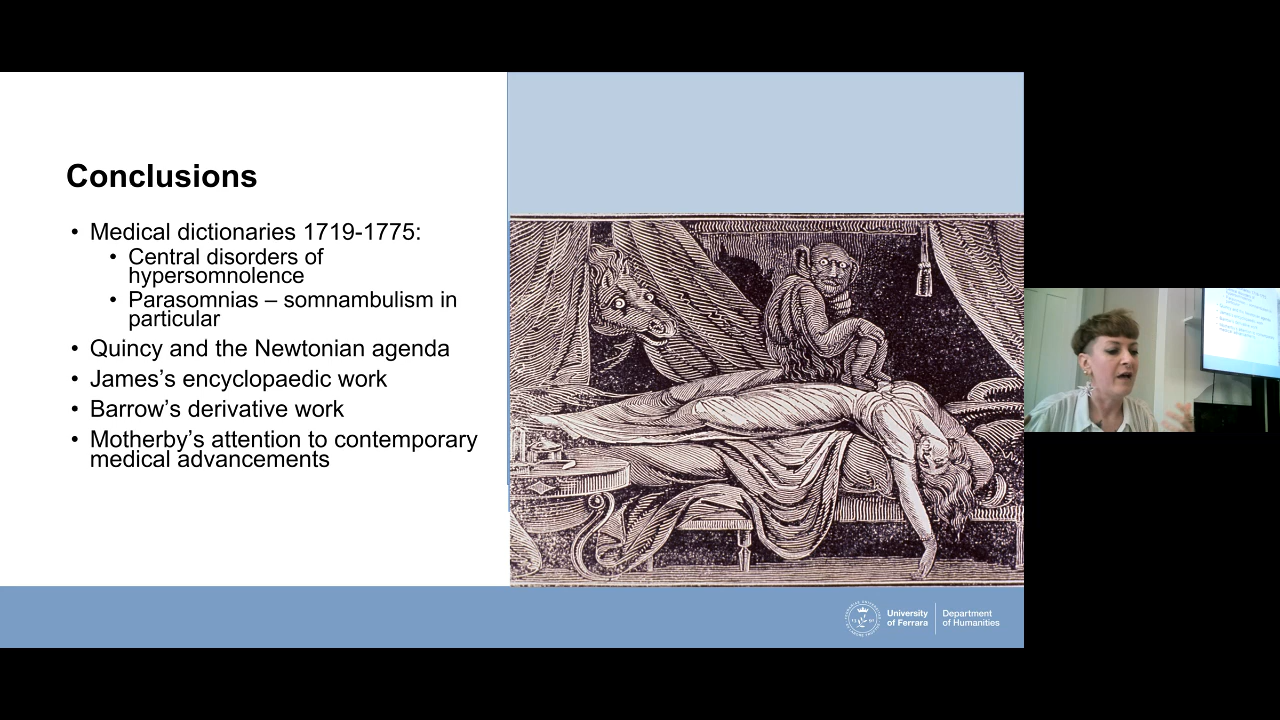 Conclusions
• Medical dictionaries 1719-1775:
• Central disorders of
hypersomnolence
• Parasomnias – somnambulism in
particular
• Quincy and the Newtonian agenda
• James’s encyclopaedic work
• Barrow’s derivative work
• Motherby’s attention to contemporary
medical advancements
University
of Ferrara
Department
of Humanities